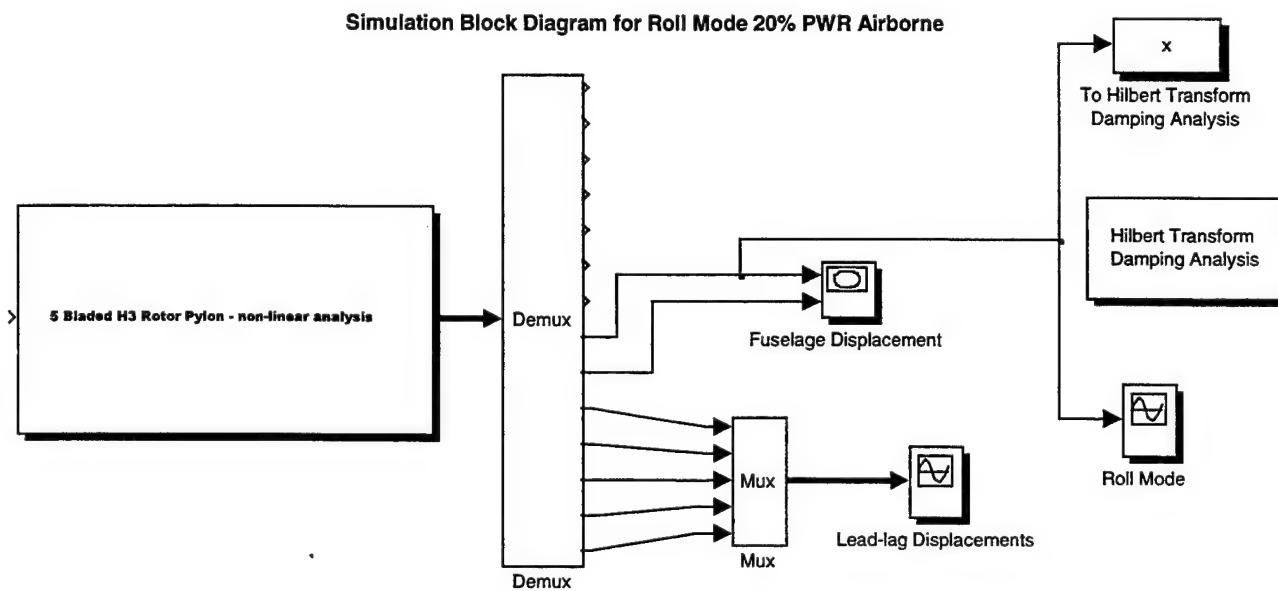 Simulation Block Diagram for Roll Mode 20% PWR Airborne
x
To Hilbert Transform
Damping Analysis
Hilbert Transform
Damping Analysis
5 Bladed H3 Rotor Pylon - non-linear analysis
Demux
Fuselage Displacement
Mux
Roll Mode
Lead-lag Displacements
Mux
Demux